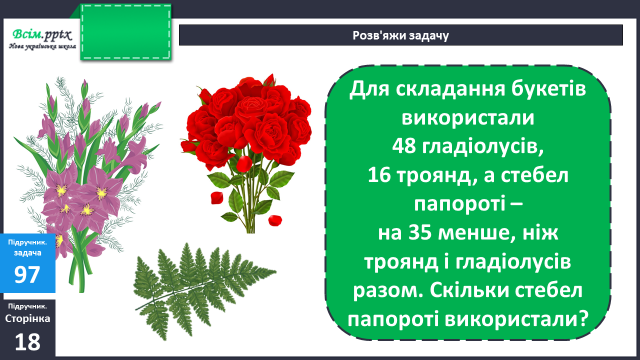 Всім.pptx
Нова українська школа
Розв'яжи задачу
Для складання букетів
використали
48 гладіолусів,
16 троянд, а стебел
папороті –
на 35 менше, ніж
троянд і гладіолусів
разом. Скільки стебел
папороті використали?
Підручник.
задача
97
Підручник.
Сторінка
18